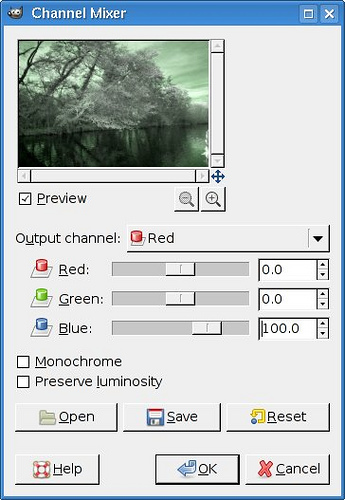 Channel Mixer
Preview
Output channel: Red
Red: 0.0
Green: 0.0
Blue: 100.0
Monochrome
Preserve luminosity
Open Save Reset
Help OK Cancel